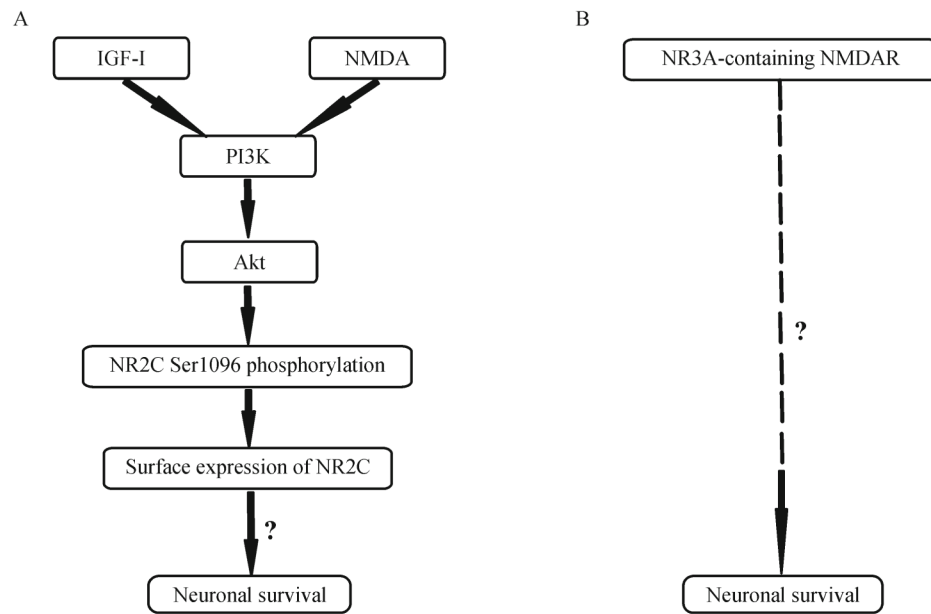 A
IGF-I
NMDA
PI3K
Akt
NR2C Ser1096 phosphorylation
Surface expression of NR2C
?
Neuronal survival
B
NR3A-containing NMDAR
?
Neuronal survival